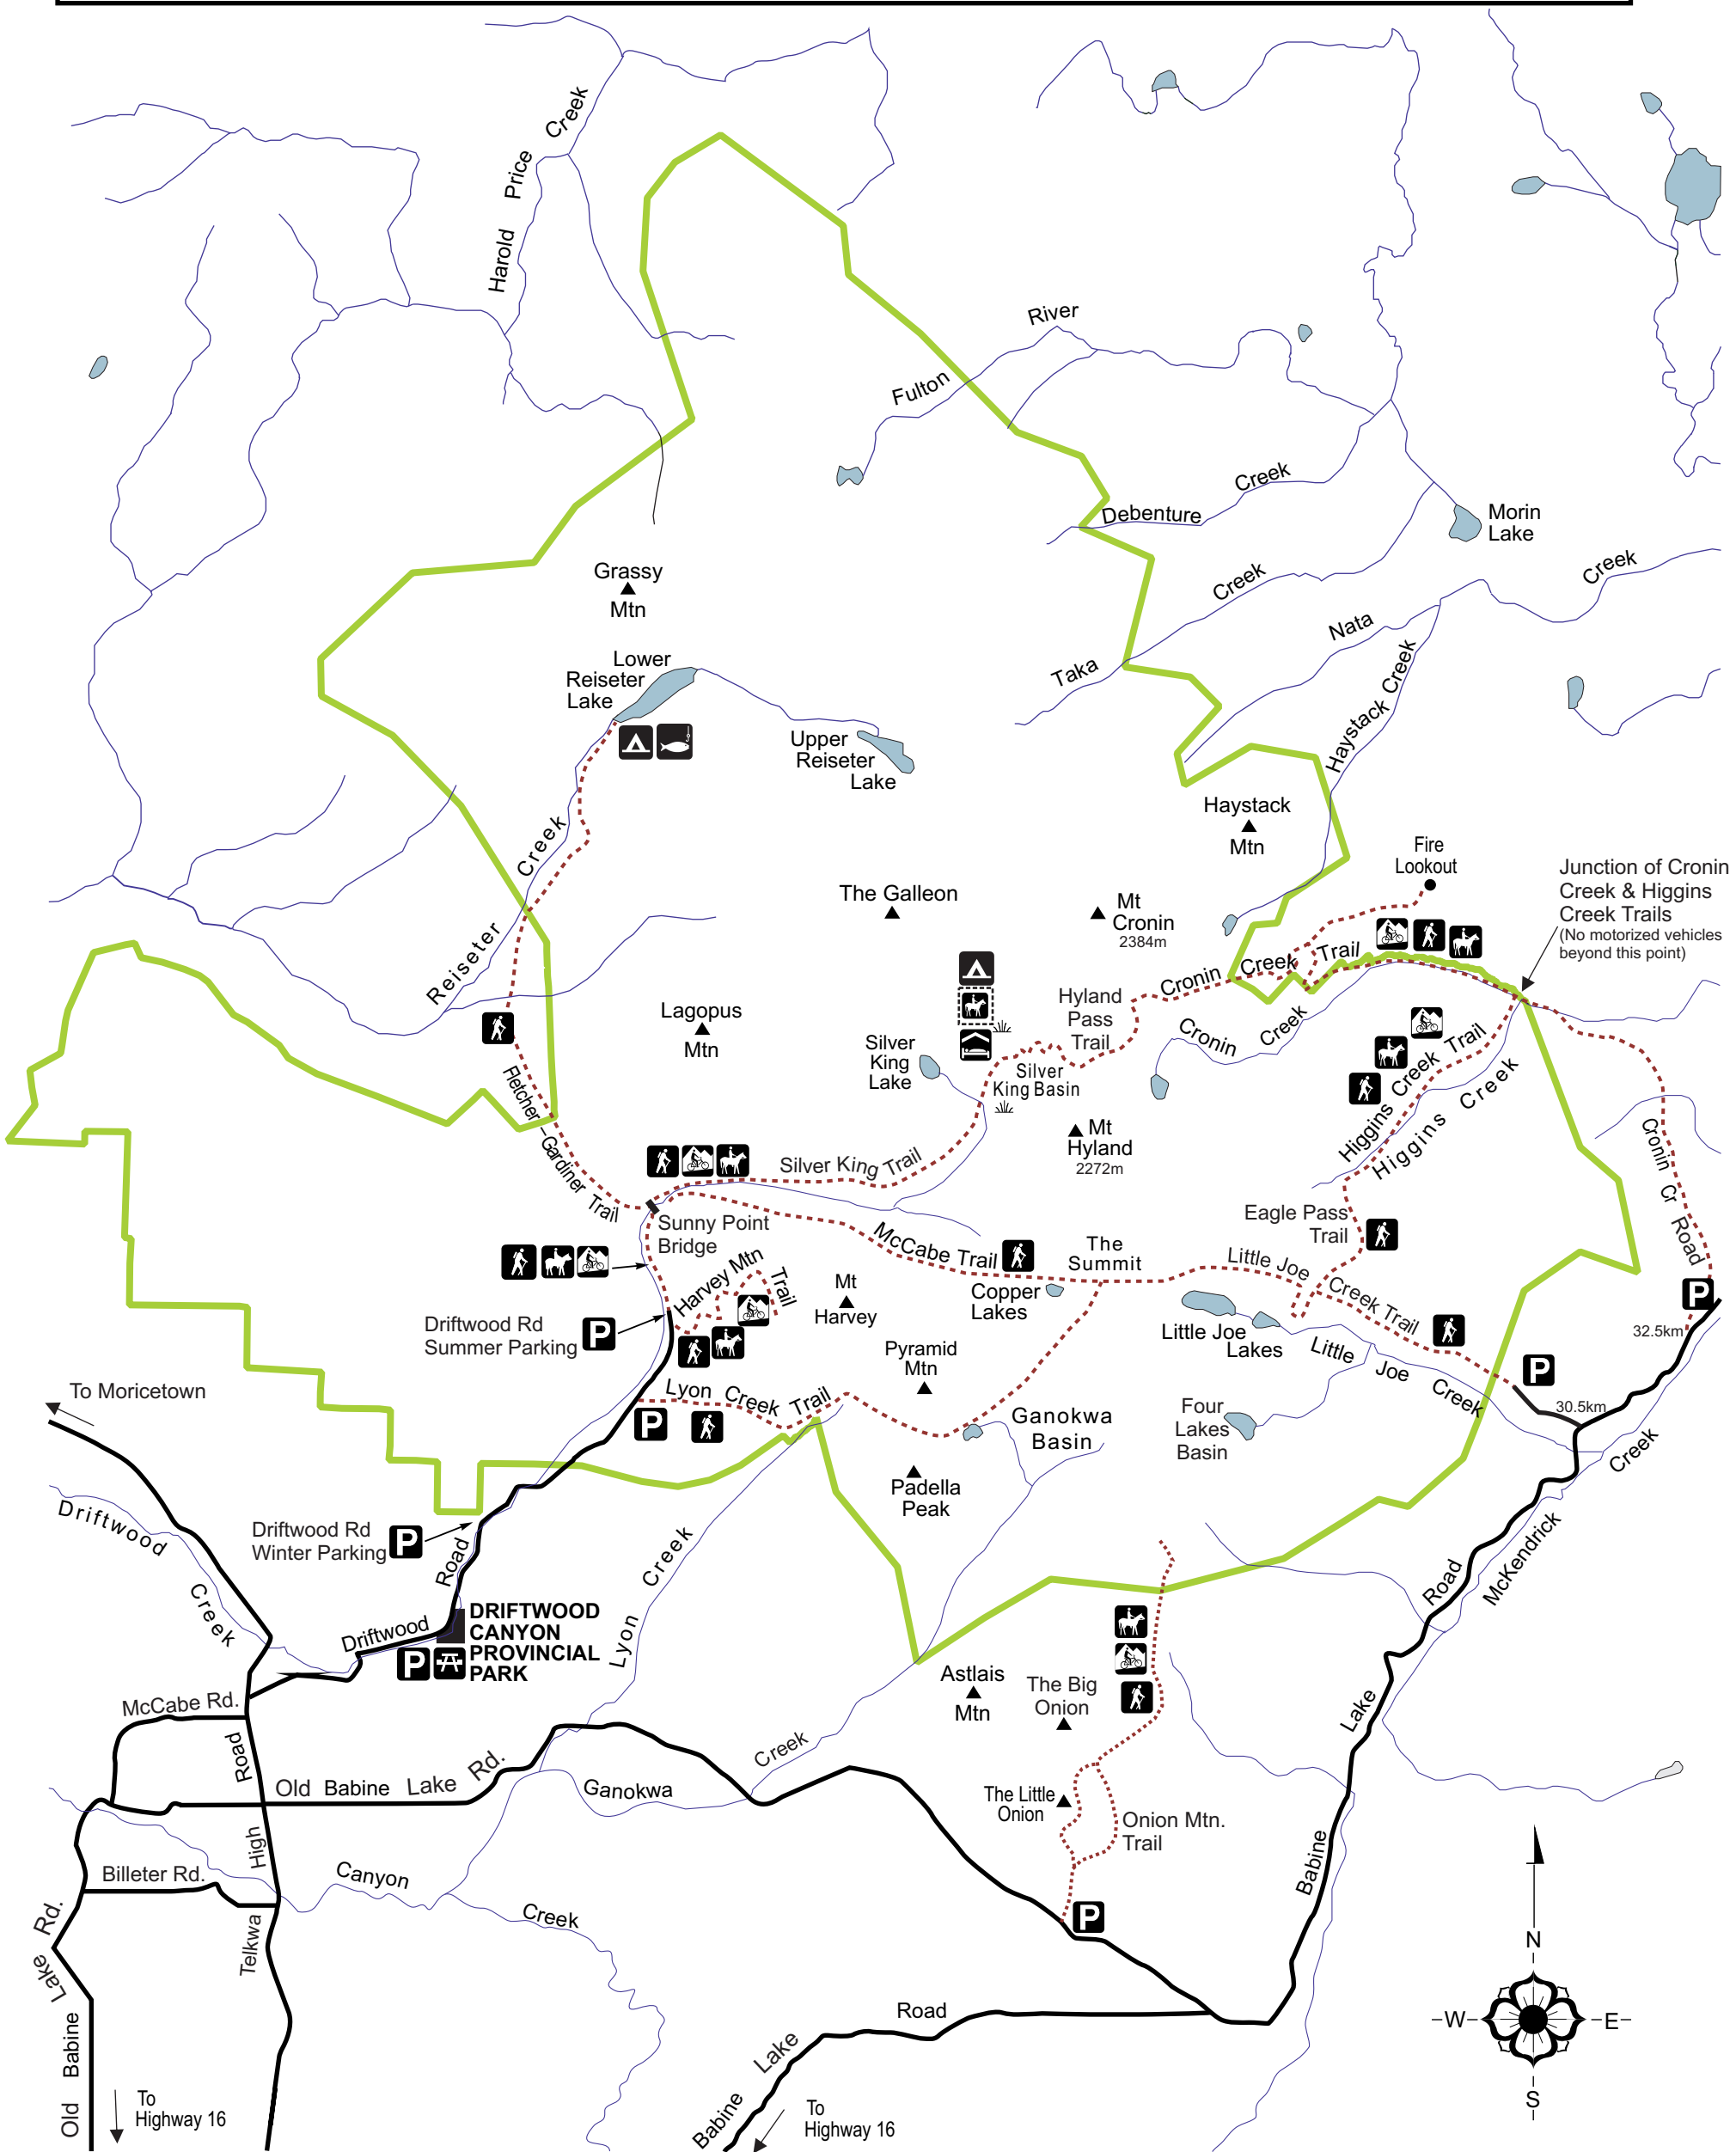 Harold Price Creek
River
Fulton
Creek
Debenture
Morin
Lake
Creek
Creek
Nata
Taka
Haystack Creek
Grassy
Mtn
Lower
Reiseter
Lake
Upper
Reiseter
Lake
Haystack
Mtn
Fire
Lookout
Junction of Cronin
Creek & Higgins
Creek Trails
(No motorized vehicles
beyond this point)
Reiseter Creek
The Galleon
Mt
Cronin
2384m
Cronin Creek Trail
Hyland
Pass
Trail
Cronin Creek
Lagopus
Mtn
Silver
King
Lake
Silver
King Basin
Higgins Creek Trail
Higgins Creek
Mt
Hyland
2272m
Fletcher-Gardiner Trail
Silver King Trail
Cronin Cr Road
Sunny Point
Bridge
McCabe Trail
The
Summit
Eagle Pass
Trail
Little Joe Creek Trail
Harvey Mtn Trail
Mt
Harvey
Copper
Lakes
Driftwood Rd
Summer Parking
P
P
32.5km
Little Joe
Lakes
Little Joe Creek
Pyramid
Mtn
P
30.5km
To Moricetown
Lyon Creek Trail
P
Ganokwa
Basin
Four
Lakes
Basin
Creek
McKendrick
Padella
Peak
Driftwood
Creek
Driftwood Rd
Winter Parking
P
Road
Driftwood
DRIFTWOOD
CANYON
PROVINCIAL
PARK
P
Lyon Creek
Astlais
Mtn
The Big
Onion
Road
Lake
Babine
McCabe Rd.
Road
Old Babine Lake Rd.
Creek
Ganokwa
The Little
Onion
Onion Mtn.
Trail
High
Billeter Rd.
Canyon
Creek
Telkwa
P
Rd.
Lake
Babine
Old
N
W
E
S
Road
Lake
Babine
To
Highway 16
To
Highway 16